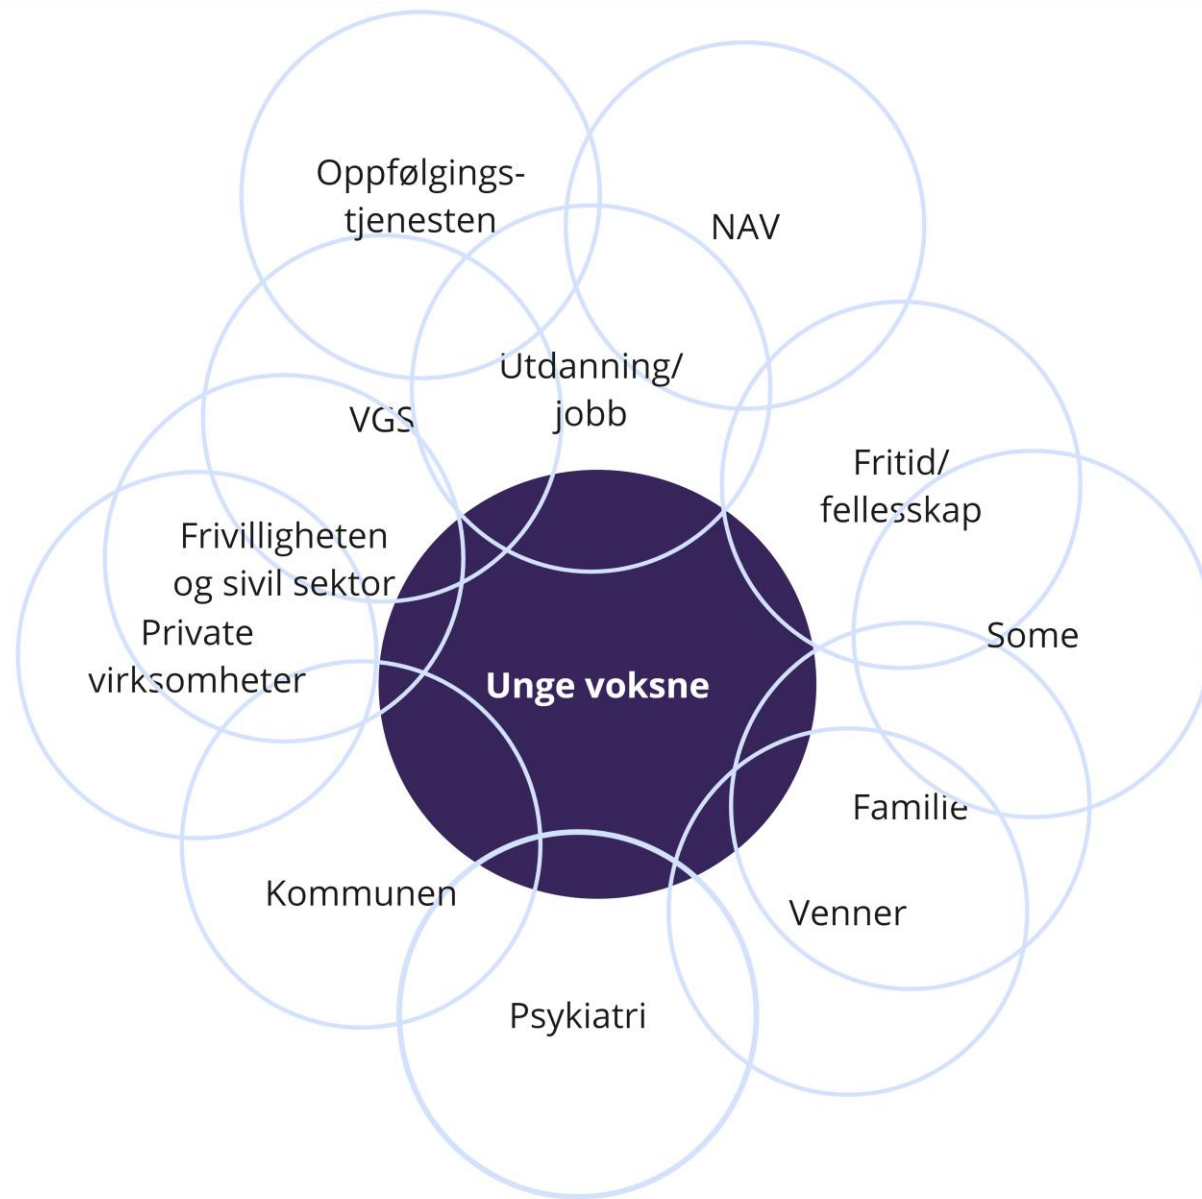 Oppfølgings-
tjenesten
NAV
Utdanning/
jobb
VGS
Fritid/
fellesskap
Frivilligheten
og sivil sektor
Private
virksomheter
Some
Unge voksne
Familie
Kommunen
Venner
Psykiatri